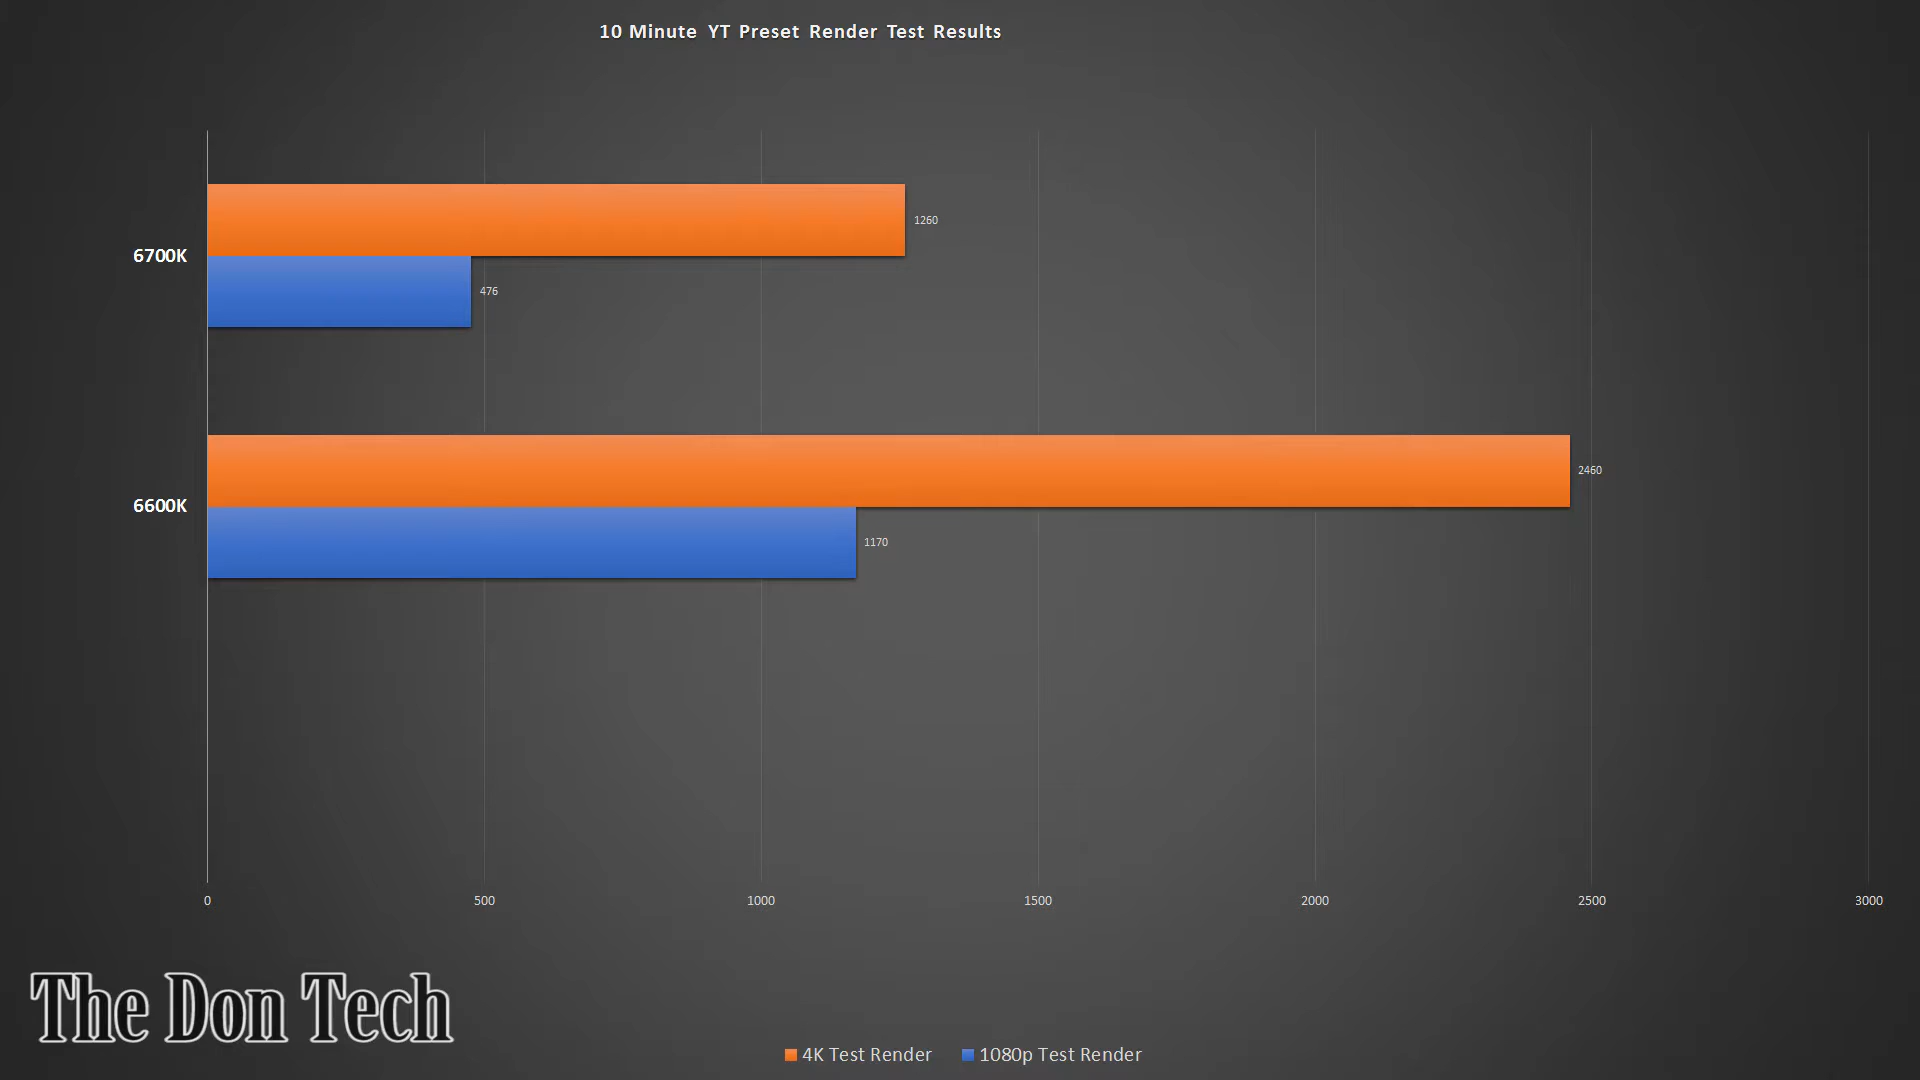 10 Minute YT Preset Render Test Results
6700K
1260
476
6600K
2460
1170
0 500 1000 1500 2000 2500 3000
The Don Tech
4K Test Render 1080p Test Render